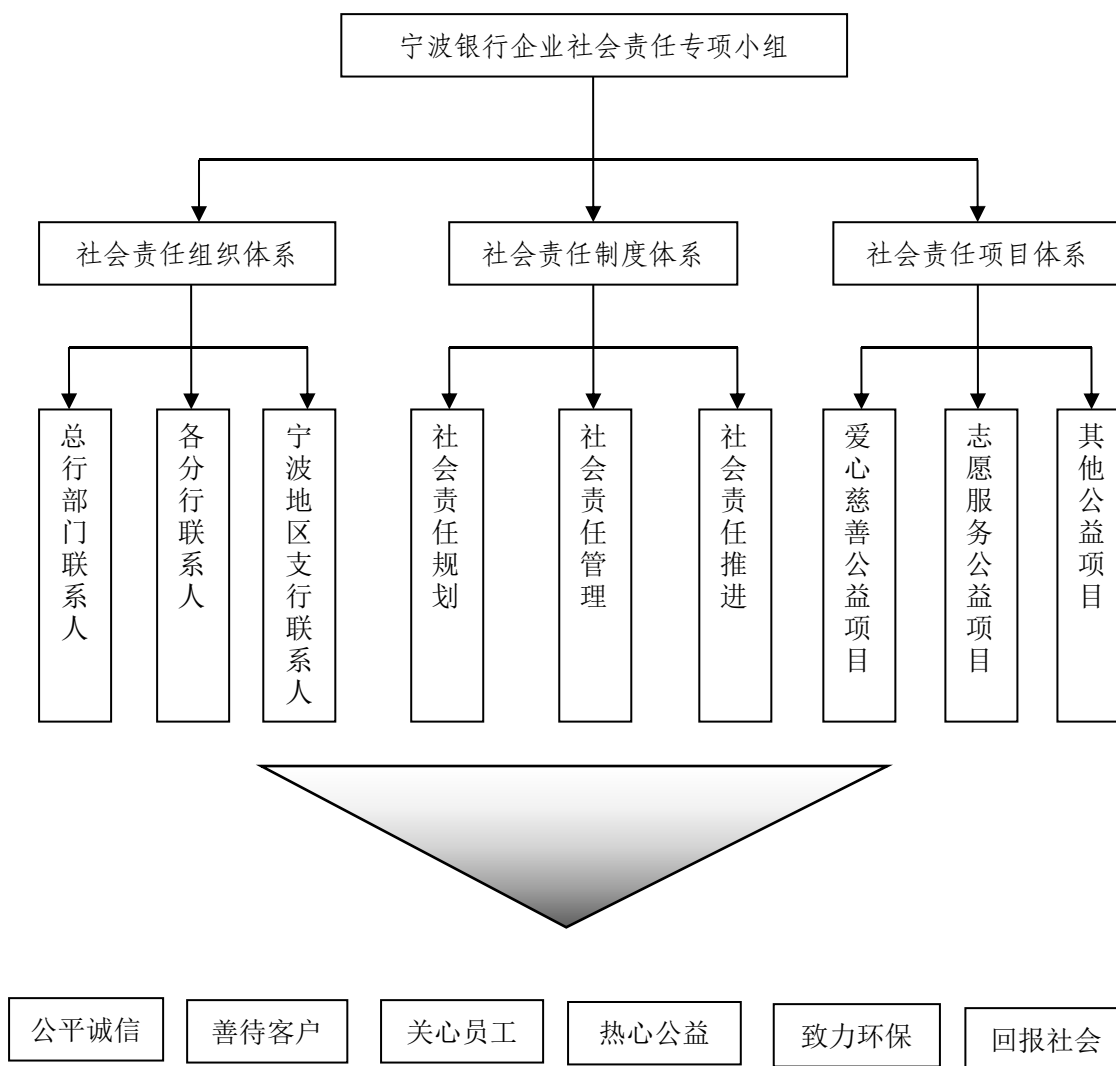 宁波银行企业社会责任专项小组
社会责任组织体系
社会责任制度体系
社会责任项目体系
总行部门联系人
各分行联系人
宁波地区支行联系人
社会责任规划
社会责任管理
社会责任推进
爱心慈善公益项目
志愿服务公益项目
其他公益项目
公平诚信
善待客户
关心员工
热心公益
致力环保
回报社会